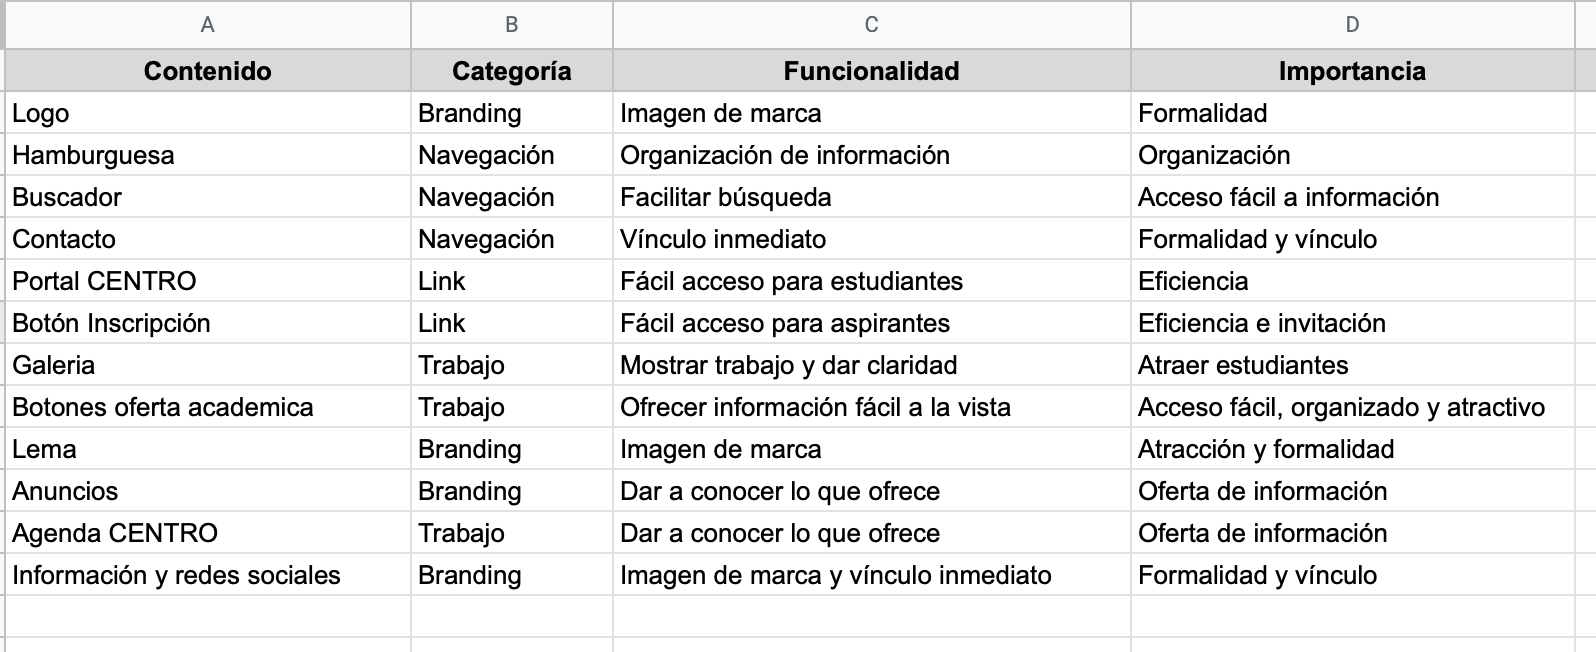 A B C D
Contenido Categoría Funcionalidad Importancia
Logo Branding Imagen de marca Formalidad
Hamburguesa Navegación Organización de información Organización
Buscador Navegación Facilitar búsqueda Acceso fácil a información
Contacto Navegación Vínculo inmediato Formalidad y vínculo
Portal CENTRO Link Fácil acceso para estudiantes Eficiencia
Botón Inscripción Link Fácil acceso para aspirantes Eficiencia e invitación
Galeria Trabajo Mostrar trabajo y dar claridad Atraer estudiantes
Botones oferta academica Trabajo Ofrecer información fácil a la vista Acceso fácil, organizado y atractivo
Lema Branding Imagen de marca Atracción y formalidad
Anuncios Branding Dar a conocer lo que ofrece Oferta de información
Agenda CENTRO Trabajo Dar a conocer lo que ofrece Oferta de información
Información y redes sociales Branding Imagen de marca y vínculo inmediato Formalidad y vínculo